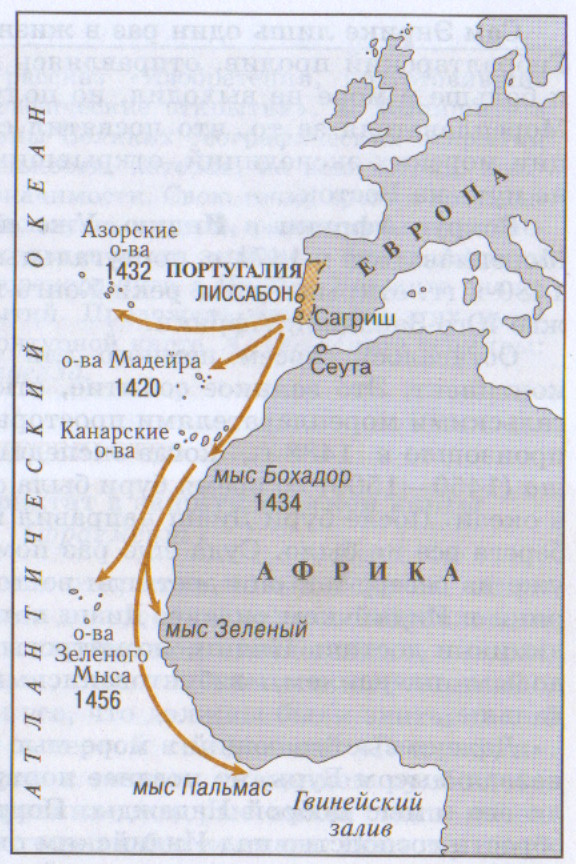 АТЛАНТИЧЕСКИЙ ОКЕАН
ЕВРОПА
Азорские
о-ва
1432
ПОРТУГАЛИЯ
ЛИССАБОН
Сагриш
Сеута
о-ва Мадейра
1420
Канарские
о-ва
мыс Бохадор
1434
АФРИКА
мыс Зеленый
о-ва
Зеленого
Мыса
1456
мыс Пальмас
Гвинейский
залив